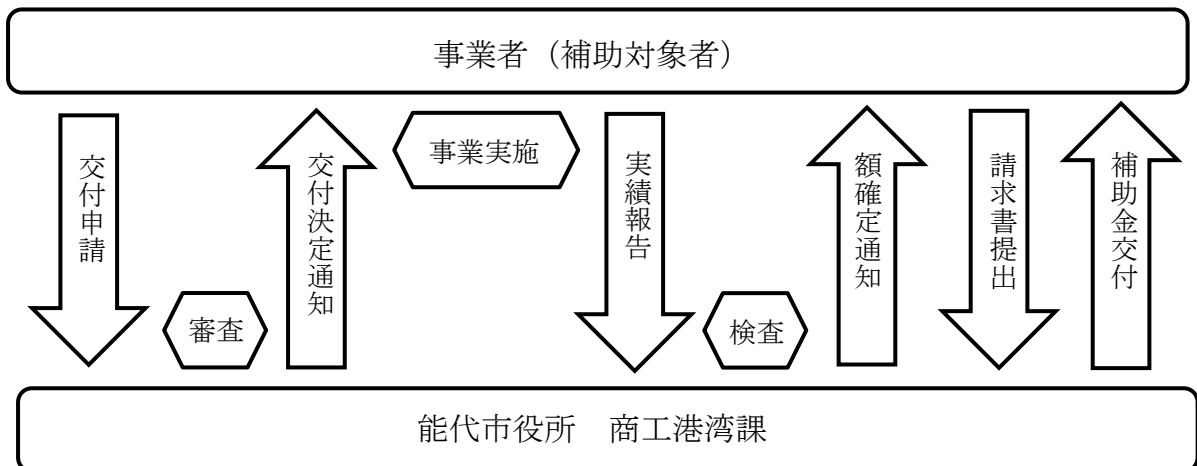 事業者（補助対象者）
交付申請
審査
交付決定通知
事業実施
実績報告
検査
額確定通知
請求書提出
補助金交付
能代市役所　商工港湾課